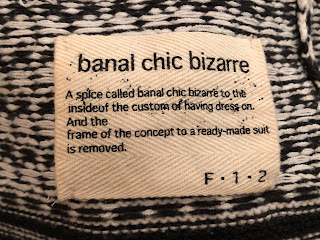 banal chic bizarre
A spice called banal chic bizarre to the
insideof the custom of having dress on.
And the
frame of the concept to a ready-made suit
is removed.
F・1・2